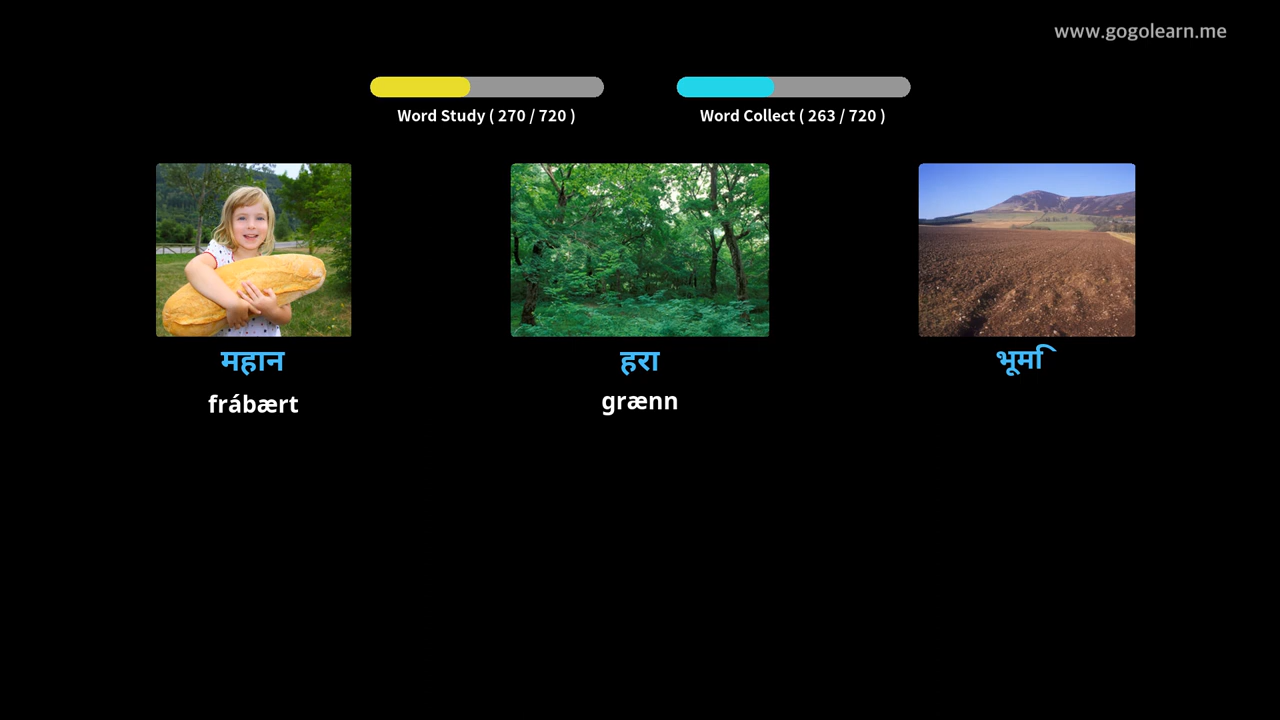 www.gogolearn.me
Word Study ( 270 / 720 )
Word Collect ( 263 / 720 )
महान
हरा
भूमि
frábært
grænn